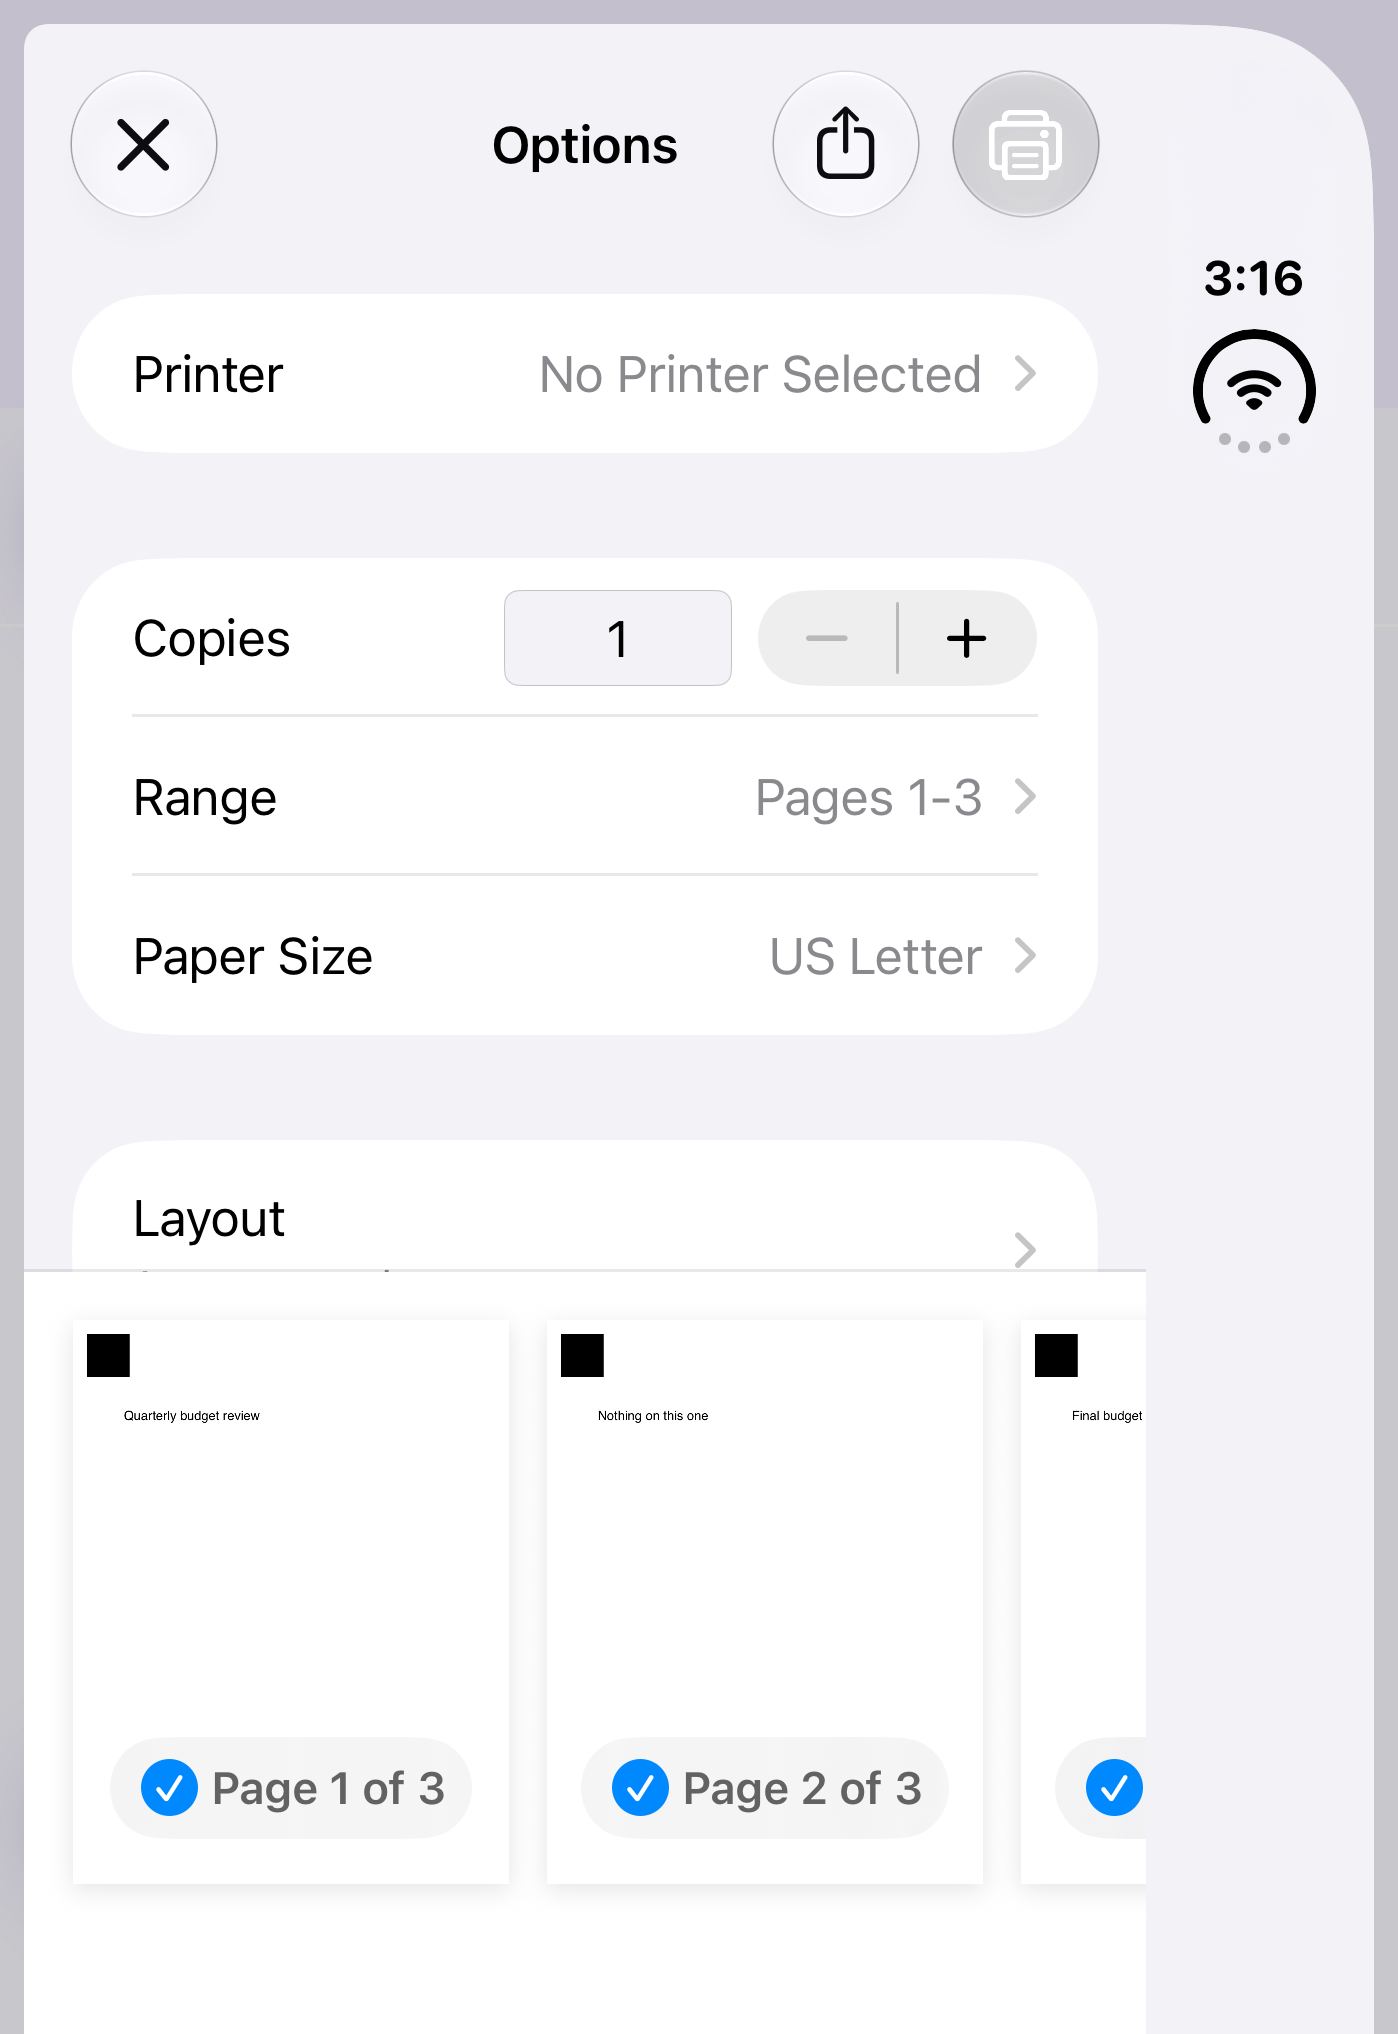 Options
3:16
Printer No Printer Selected
Copies 1
Range Pages 1-3
Paper Size US Letter
Layout
Quarterly budget review
Nothing on this one
Final budget
Page 1 of 3
Page 2 of 3